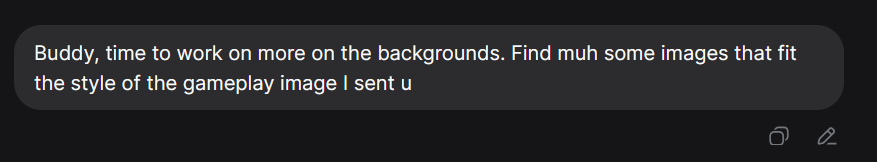 Buddy, time to work on more on the backgrounds. Find muh some images that fit
the style of the gameplay image I sent u